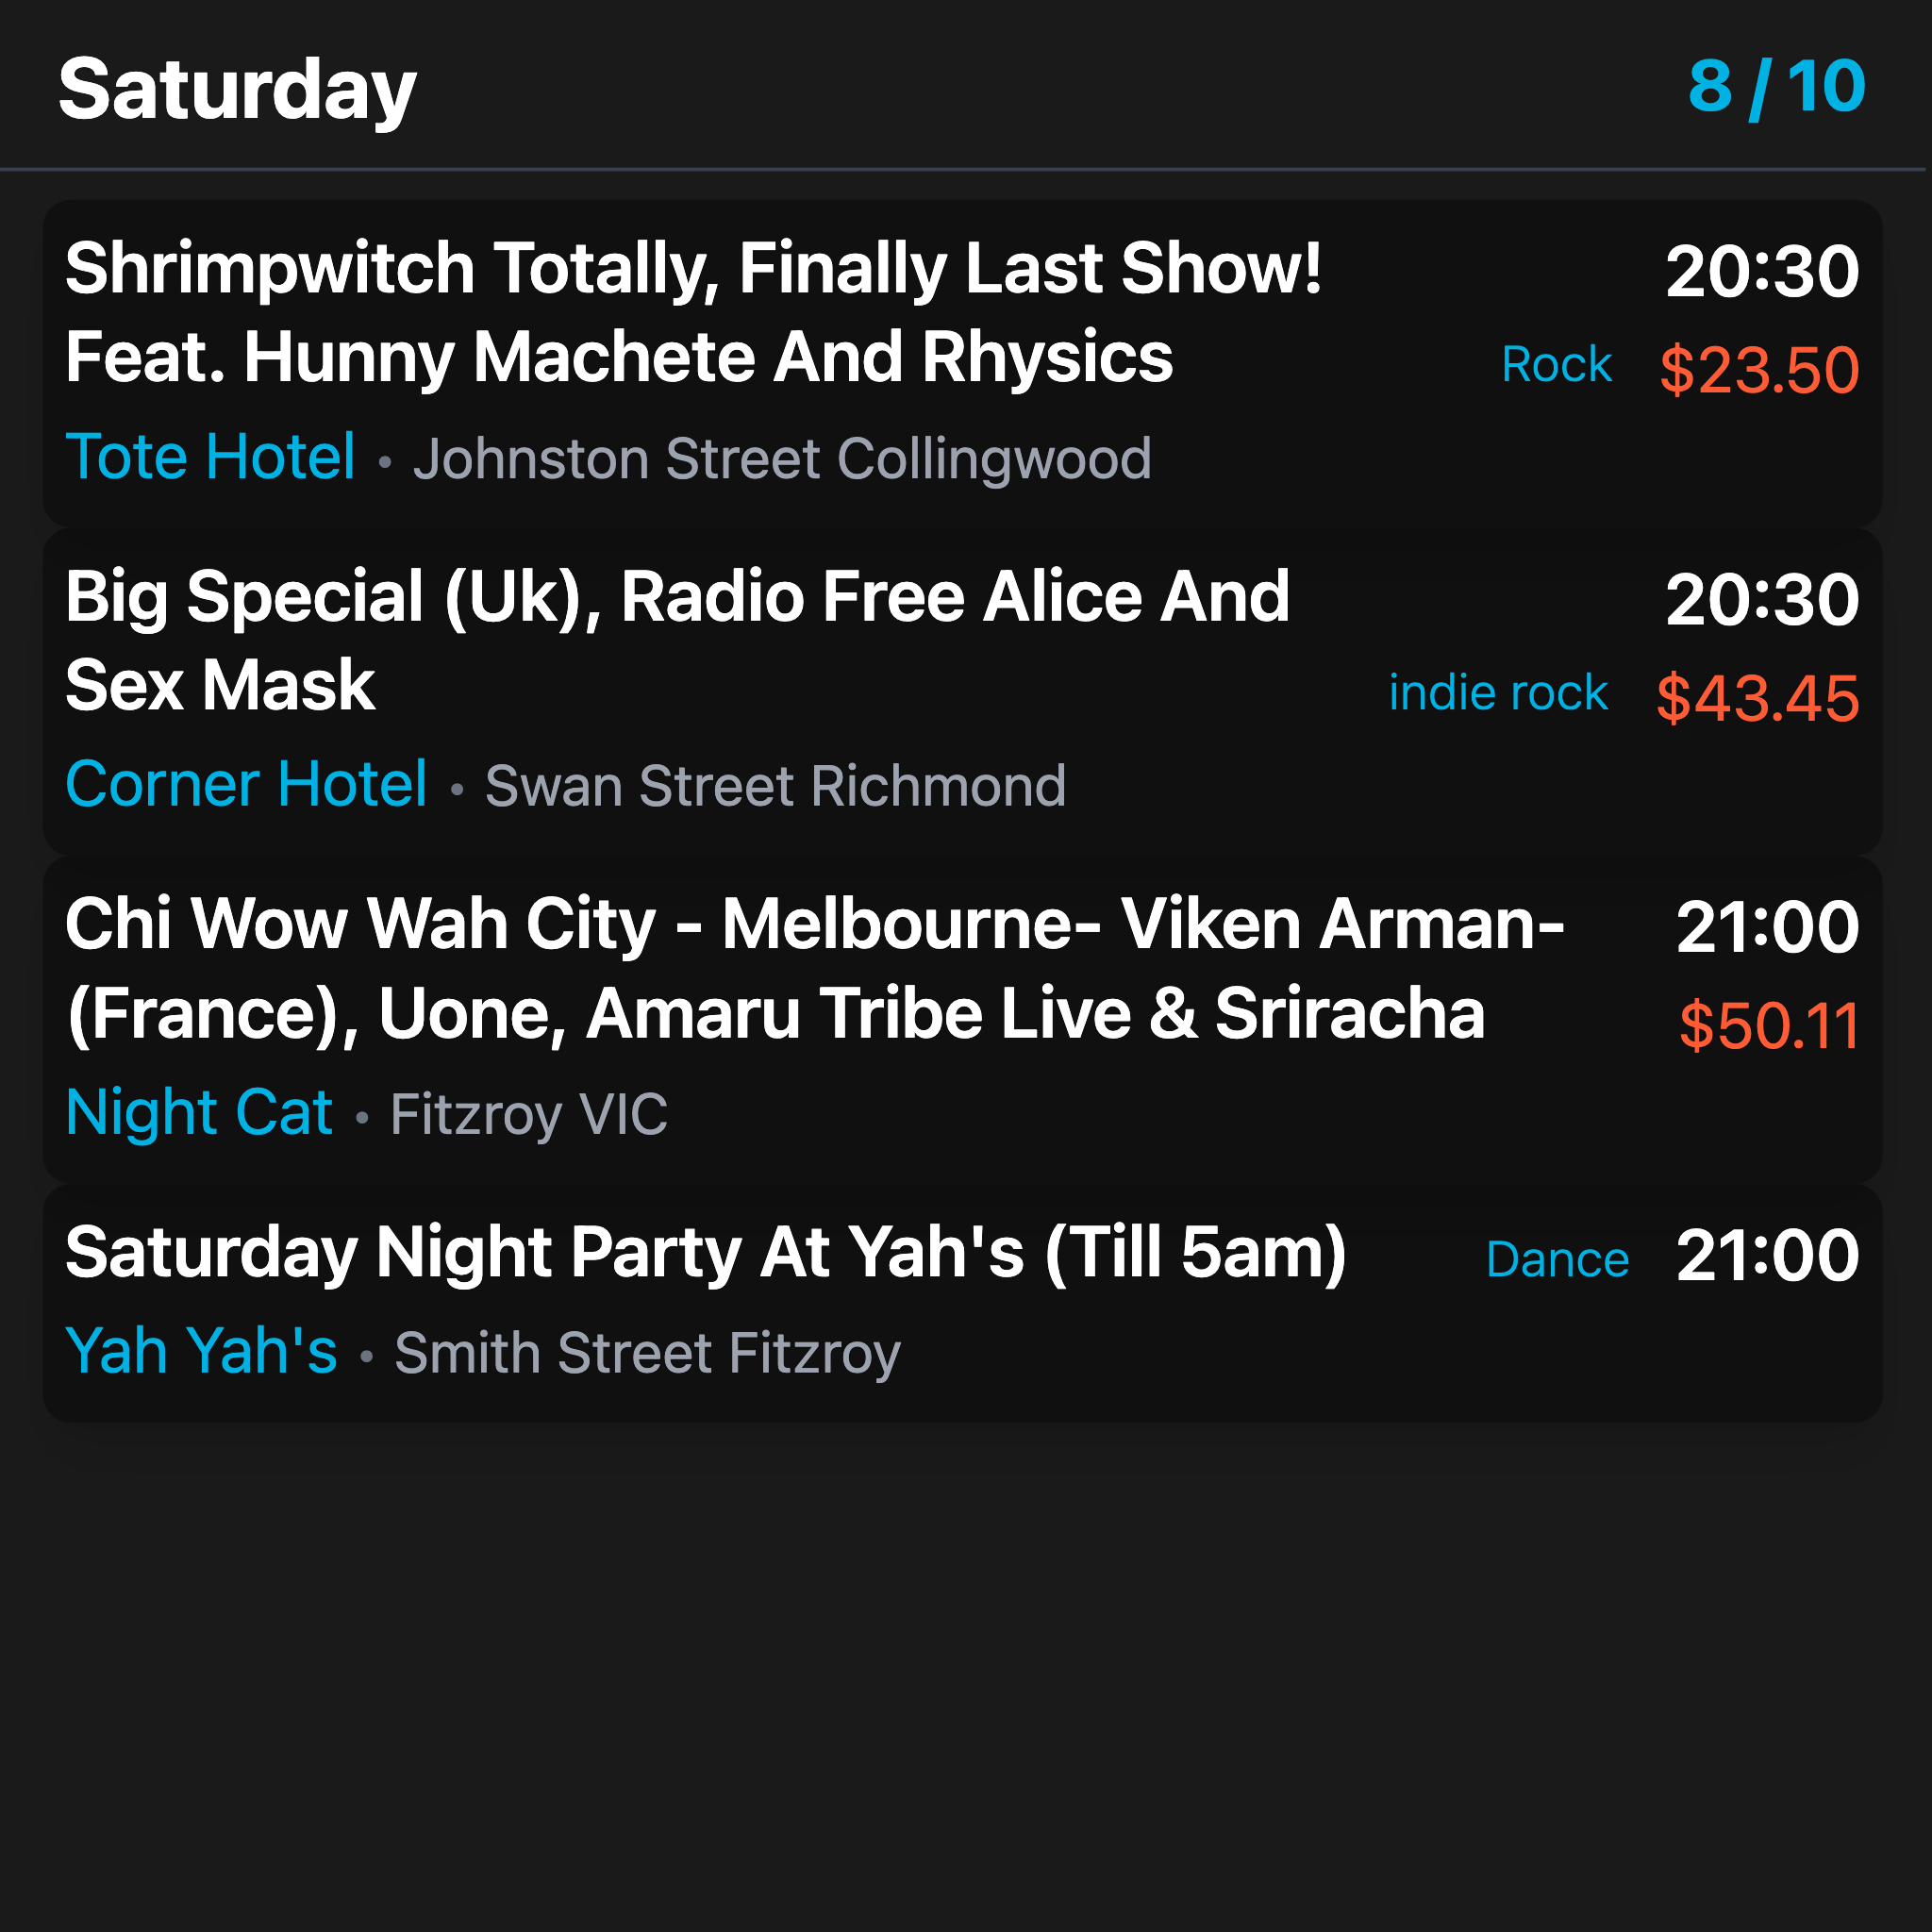 Saturday 8 / 10
Shrimpwitch Totally, Finally Last Show! 20:30
Feat. Hunny Machete And Rhysics Rock $23.50
Tote Hotel • Johnston Street Collingwood
Big Special (Uk), Radio Free Alice And 20:30
Sex Mask indie rock $43.45
Corner Hotel • Swan Street Richmond
Chi Wow Wah City - Melbourne- Viken Arman- 21:00
(France), Uone, Amaru Tribe Live & Sriracha $50.11
Night Cat • Fitzroy VIC
Saturday Night Party At Yah's (Till 5am) Dance 21:00
Yah Yah's • Smith Street Fitzroy